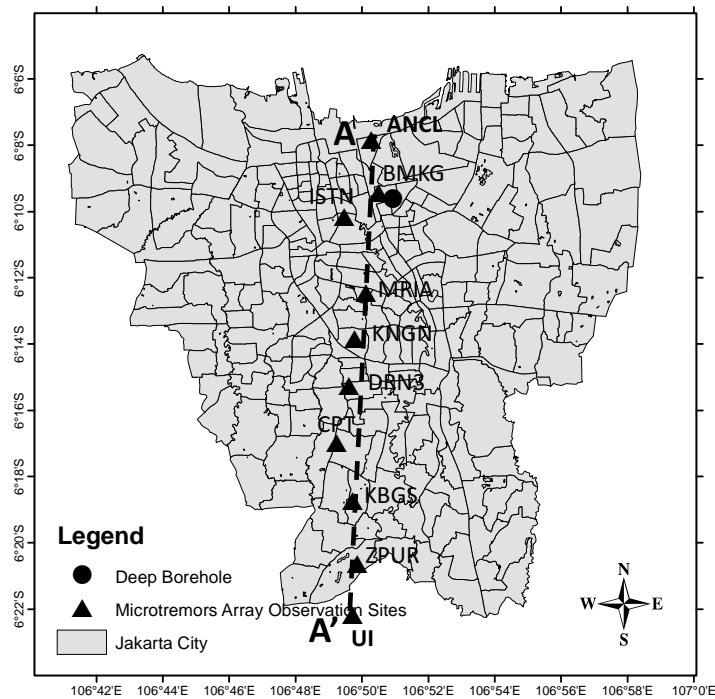 6°6'S
6°8'S
6°10'S
6°12'S
6°14'S
6°16'S
6°18'S
6°20'S
6°22'S
A
ANCL
BMKG
ISTN
MRIA
KNGN
DRN3
CPT
KBGS
ZPUR
A'
UI
Legend
Deep Borehole
Microtremors Array Observation Sites
Jakarta City
N
W E
S
106°42'E 106°44'E 106°46'E 106°48'E 106°50'E 106°52'E 106°54'E 106°56'E 106°58'E 107°0'E